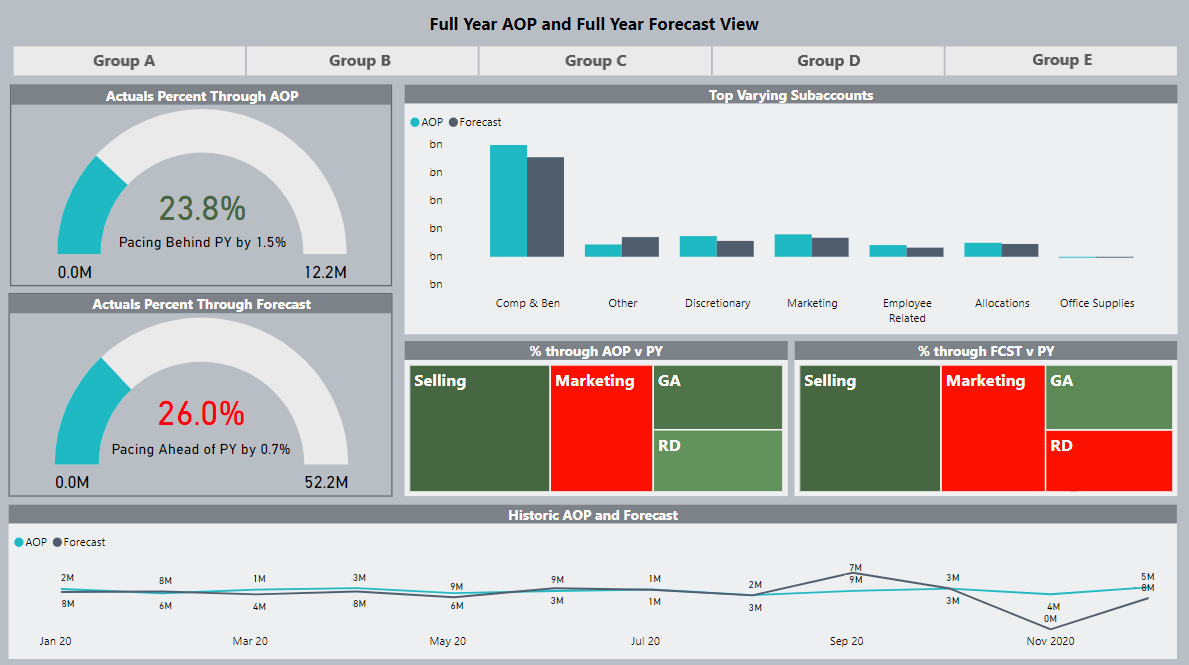 Full Year AOP and Full Year Forecast View
Group A
Group B
Group C
Group D
Group E
Actuals Percent Through AOP
23.8%
Pacing Behind PY by 1.5%
0.0M
12.2M
Actuals Percent Through Forecast
26.0%
Pacing Ahead of PY by 0.7%
0.0M
52.2M
Top Varying Subaccounts
AOP
Forecast
bn
bn
bn
bn
bn
bn
Comp & Ben
Other
Discretionary
Marketing
Employee
Related
Allocations
Office Supplies
% through AOP v PY
Selling
Marketing
GA
RD
% through FCST v PY
Selling
Marketing
GA
RD
Historic AOP and Forecast
AOP
Forecast
2M
8M
1M
3M
9M
9M
1M
2M
7M
9M
3M
5M
8M
8M
6M
4M
8M
6M
3M
1M
3M
3M
4M
0M
Jan 20
Mar 20
May 20
Jul 20
Sep 20
Nov 2020